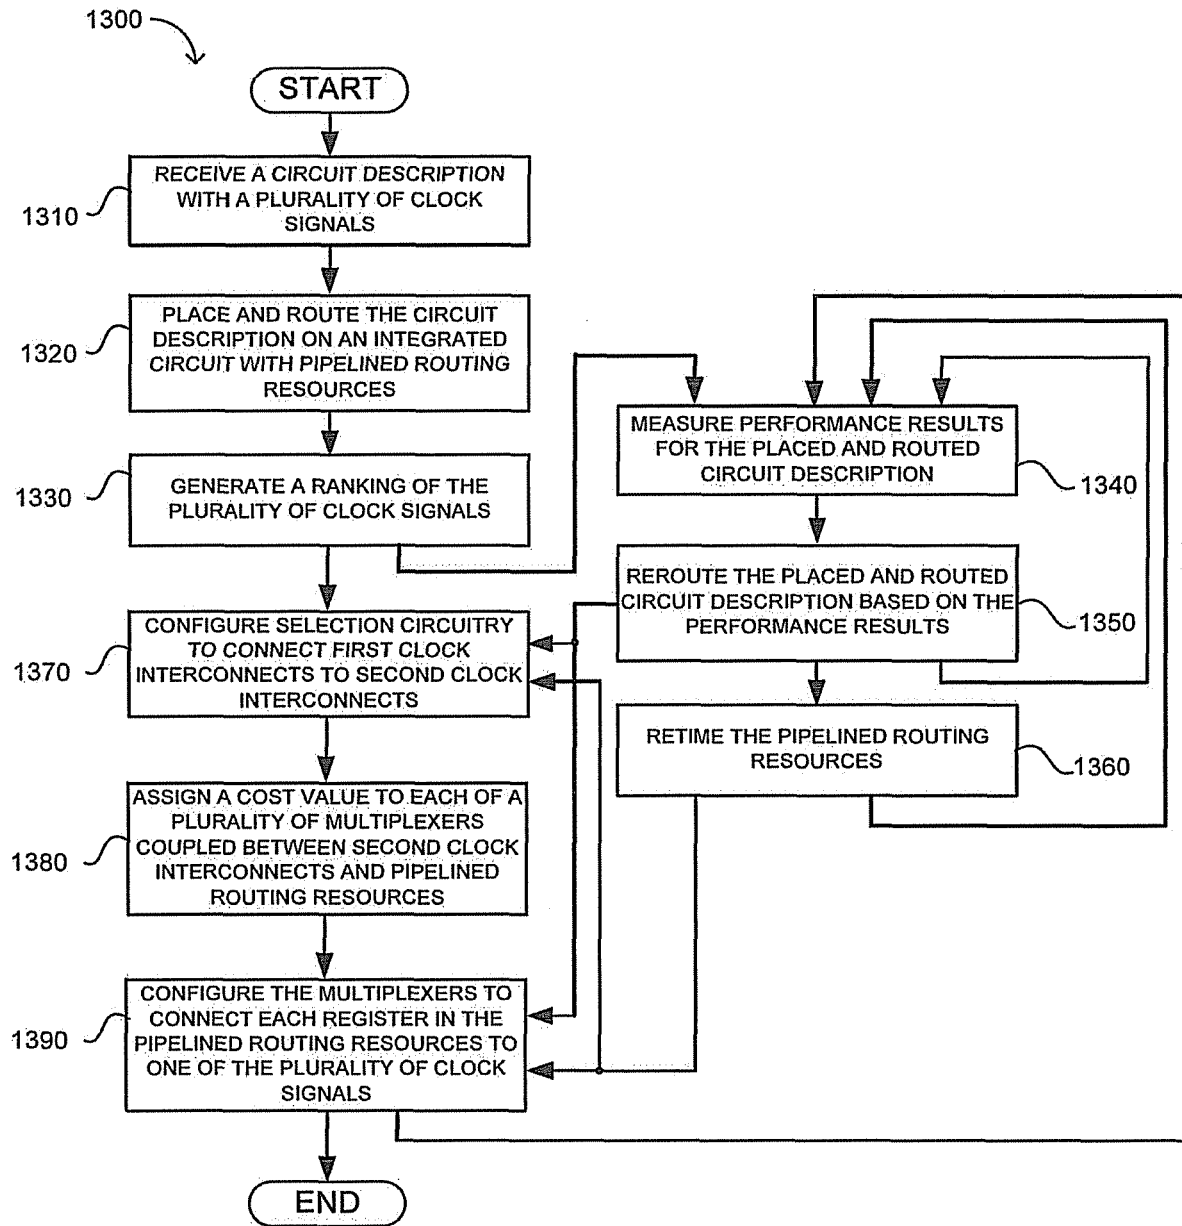 1300
START
RECEIVE A CIRCUIT DESCRIPTION
WITH A PLURALITY OF CLOCK
SIGNALS
1310
PLACE AND ROUTE THE CIRCUIT
DESCRIPTION ON AN INTEGRATED
CIRCUIT WITH PIPELINED ROUTING
RESOURCES
1320
GENERATE A RANKING OF THE
PLURALITY OF CLOCK SIGNALS
1330
MEASURE PERFORMANCE RESULTS
FOR THE PLACED AND ROUTED
CIRCUIT DESCRIPTION
1340
REROUTE THE PLACED AND ROUTED
CIRCUIT DESCRIPTION BASED ON THE
PERFORMANCE RESULTS
1350
RETIME THE PIPELINED ROUTING
RESOURCES
1360
CONFIGURE SELECTION CIRCUITRY
TO CONNECT FIRST CLOCK
INTERCONNECTS TO SECOND CLOCK
INTERCONNECTS
1370
ASSIGN A COST VALUE TO EACH OF A
PLURALITY OF MULTIPLEXERS
COUPLED BETWEEN SECOND CLOCK
INTERCONNECTS AND PIPELINED
ROUTING RESOURCES
1380
CONFIGURE THE MULTIPLEXERS TO
CONNECT EACH REGISTER IN THE
PIPELINED ROUTING RESOURCES TO
ONE OF THE PLURALITY OF CLOCK
SIGNALS
1390
END